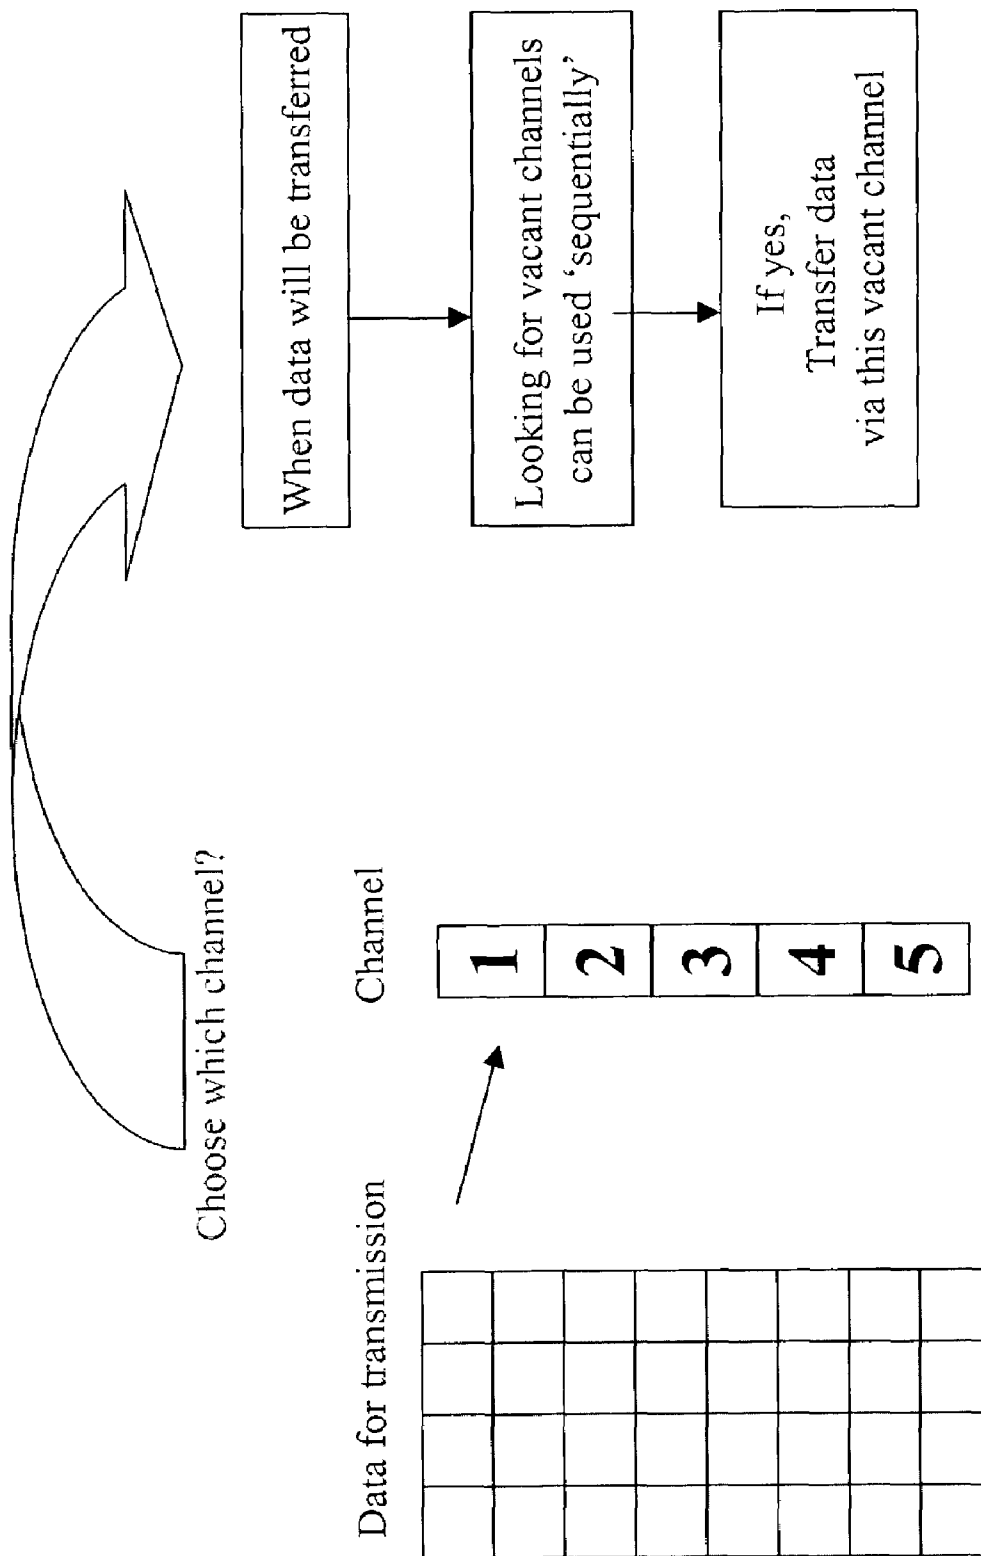 Choose which channel?
Data for transmission
Channel
1
2
3
4
5
When data will be transferred
Looking for vacant channels
can be used ‘sequentially’
If yes,
Transfer data
via this vacant channel